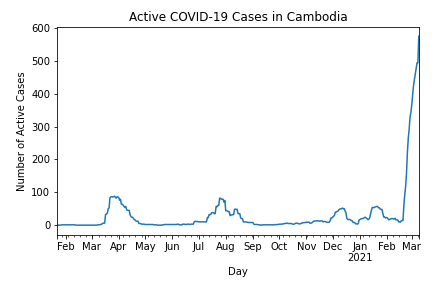 Active COVID-19 Cases in Cambodia
600
500
400
300
200
100
0
Number of Active Cases
Feb Mar Apr May Jun Jul Aug Sep Oct Nov Dec Jan Feb Mar
2021
Day